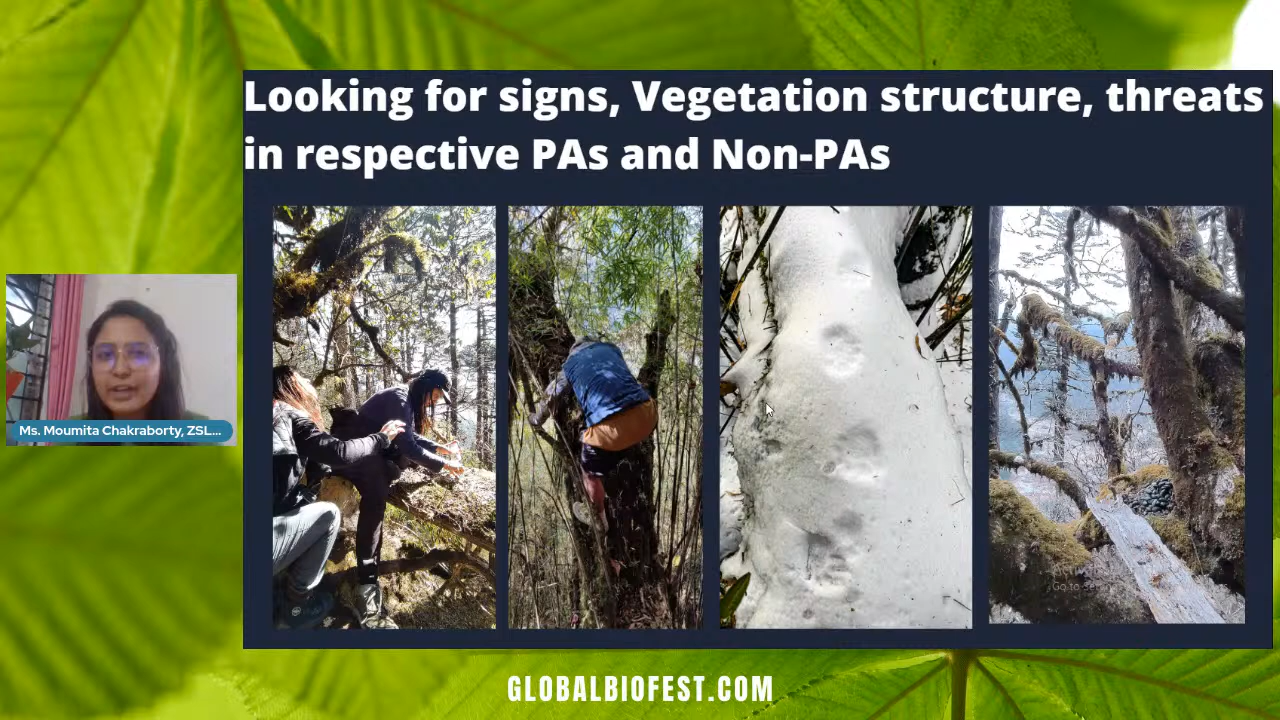 Looking for signs, Vegetation structure, threats
in respective PAs and Non-PAs
Ms. Moumita Chakraborty, ZSL...
GLOBALBIOFEST.COM